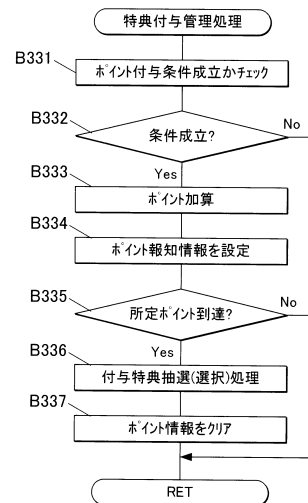 特典付与管理処理
B331
ポイント付与条件成立かチェック
B332
条件成立?
No
Yes
B333
ポイント加算
B334
ポイント報知情報を設定
B335
所定ポイント到達?
No
Yes
B336
付与特典抽選(選択)処理
B337
ポイント情報をクリア
RET